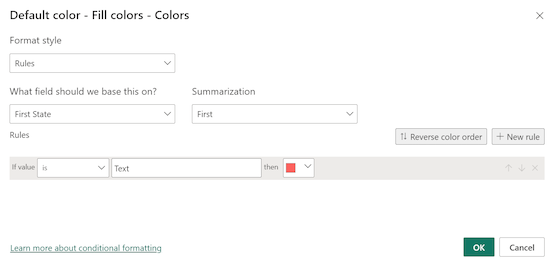 Default color - Fill colors - Colors
Format style
Rules
What field should we base this on?
Summarization
First State
First
Rules
Reverse color order
New rule
If value
is
Text
then
Learn more about conditional formatting
OK
Cancel